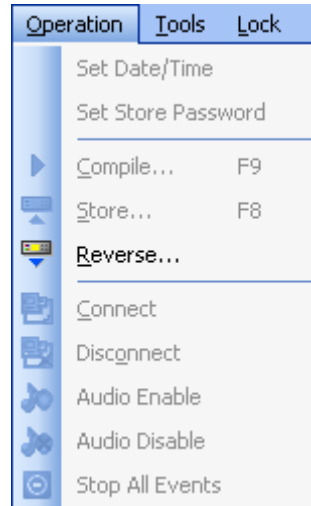 Operation Tools Lock
Set Date/Time
Set Store Password
Compile... F9
Store... F8
Reverse...
Connect
Disconnect
Audio Enable
Audio Disable
Stop All Events